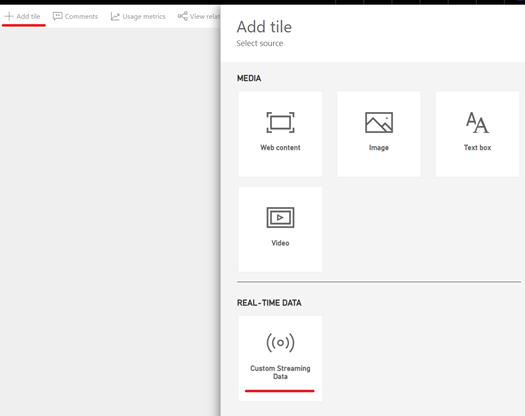 Add tile Comments Usage metrics View relat
Add tile
Select source
MEDIA
Web content Image Text box
Video
REAL-TIME DATA
Custom Streaming
Data